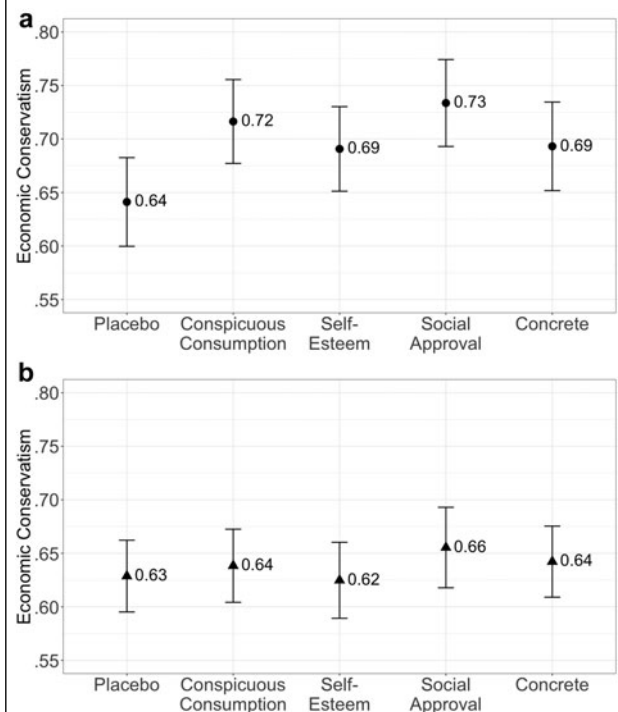 a
Economic Conservatism
.80
.75
.70
.65
.60
.55
0.64
0.72
0.69
0.73
0.69
Placebo
Conspicuous
Consumption
Self-
Esteem
Social
Approval
Concrete
b
Economic Conservatism
.80
.75
.70
.65
.60
.55
0.63
0.64
0.62
0.66
0.64
Placebo
Conspicuous
Consumption
Self-
Esteem
Social
Approval
Concrete